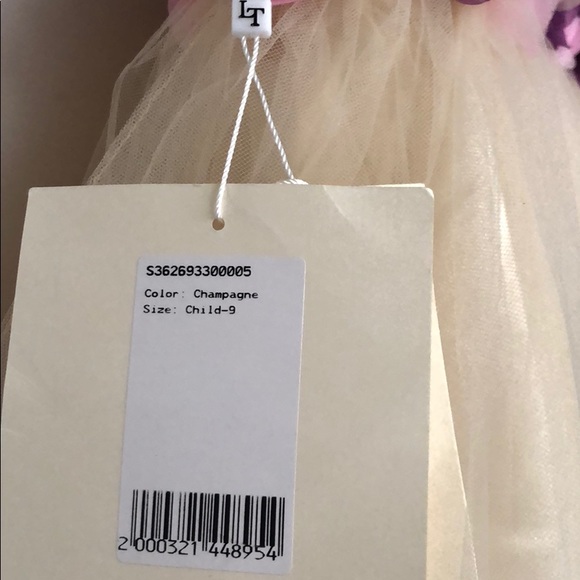 LT
S362693300005
Color: Champagne
Size: Child-9
2 000321 448954